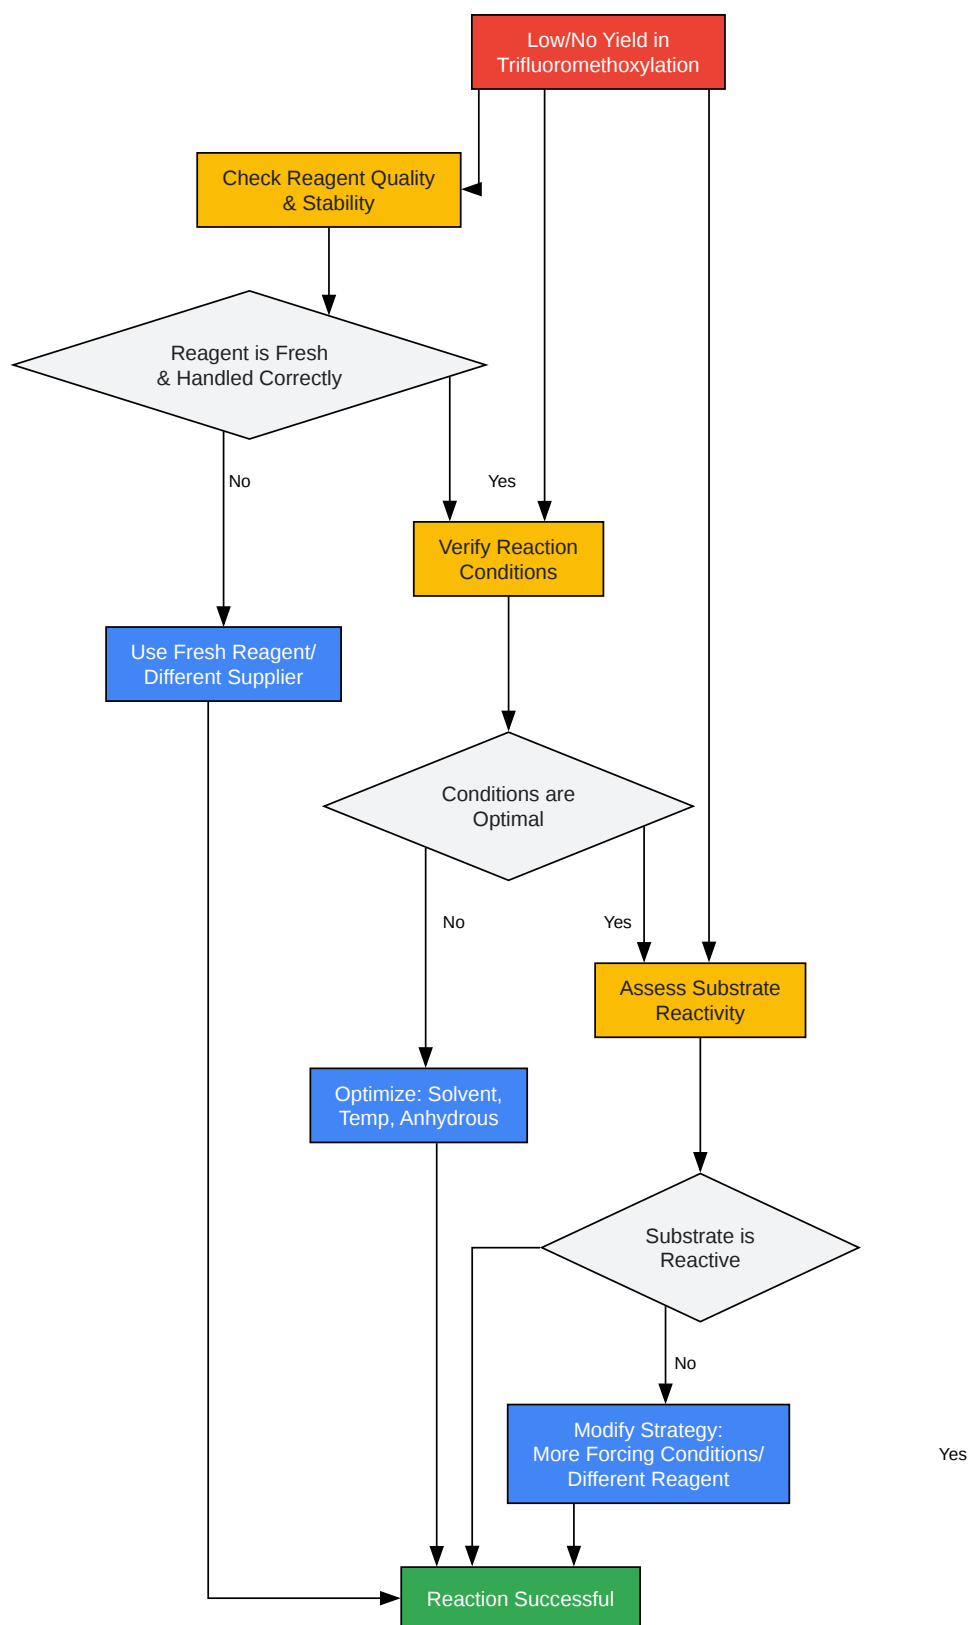 Low/No Yield in
Trifluoromethoxylation
Check Reagent Quality
& Stability
Reagent is Fresh
& Handled Correctly
No
Yes
Verify Reaction
Conditions
Use Fresh Reagent/
Different Supplier
Conditions are
Optimal
No
Yes
Assess Substrate
Reactivity
Optimize: Solvent,
Temp, Anhydrous
Substrate is
Reactive
No
Modify Strategy:
More Forcing Conditions/
Different Reagent
Yes
Reaction Successful